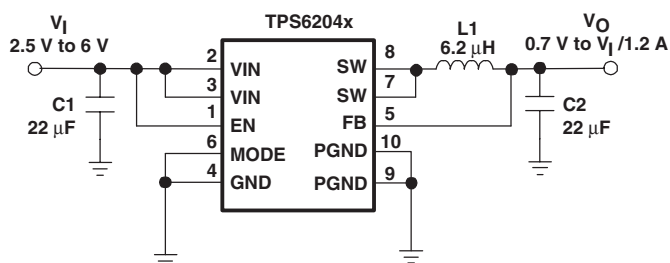 TPS6204x
VI
2.5 V to 6 V
C1
22 μF
2
VIN
3
VIN
1
EN
6
MODE
4
GND
8
SW
7
SW
5
FB
10
PGND
9
PGND
L1
6.2 μH
VO
0.7 V to VI /1.2 A
C2
22 μF